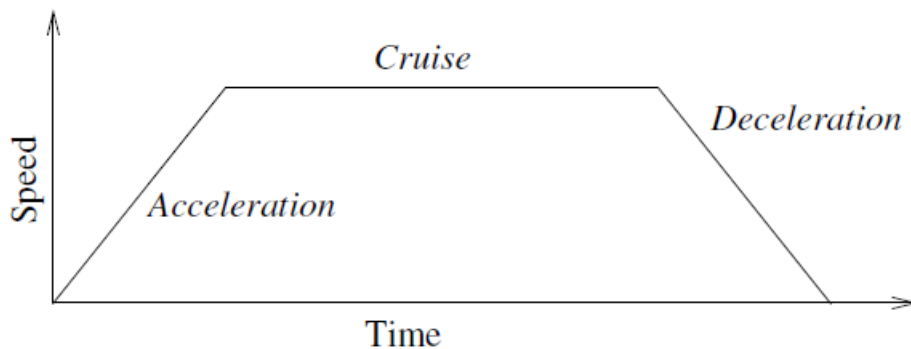 Cruise
Deceleration
Speed
Acceleration
Time